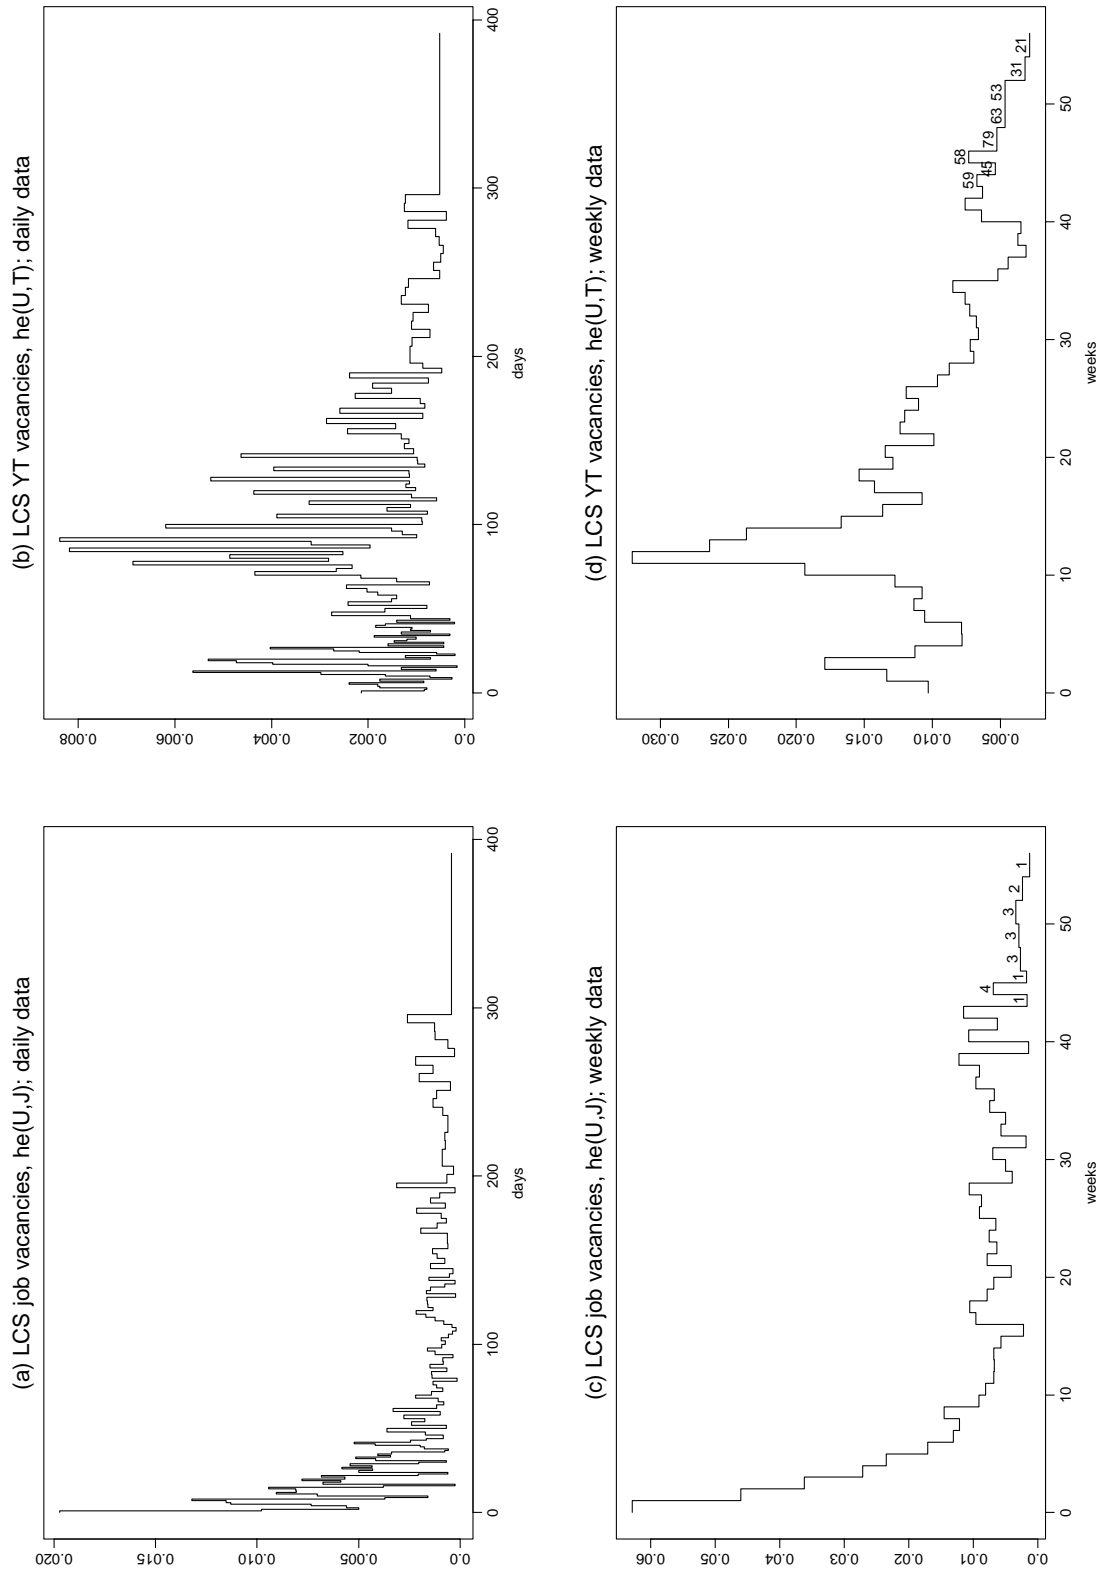 (a) LCS job vacancies, he(U,J); daily data
0.020
0.015
0.010
0.005
0.0
0 100 200 300 400
days
(b) LCS YT vacancies, he(U,T); daily data
0.008
0.006
0.004
0.002
0.0
0 100 200 300 400
days
(c) LCS job vacancies, he(U,J); weekly data
0.06
0.05
0.04
0.03
0.02
0.01
0.0
1 4 1 3 3 3 2 1
0 10 20 30 40 50
weeks
(d) LCS YT vacancies, he(U,T); weekly data
0.030
0.025
0.020
0.015
0.010
0.005
59 45 58 79 63 53 31 21
0 10 20 30 40 50
weeks